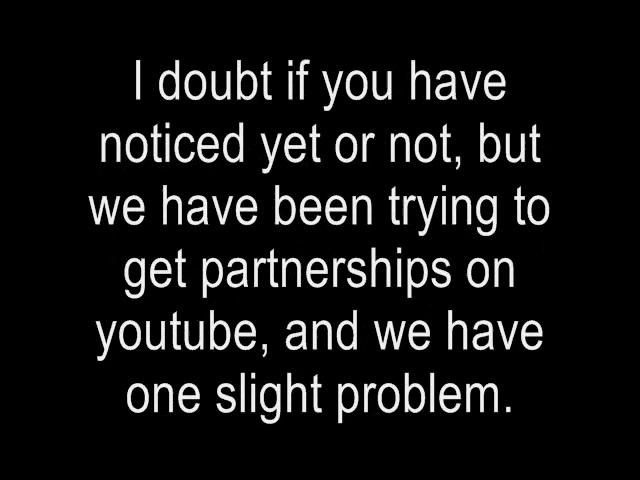 I doubt if you have
noticed yet or not, but
we have been trying to
get partnerships on
youtube, and we have
one slight problem.